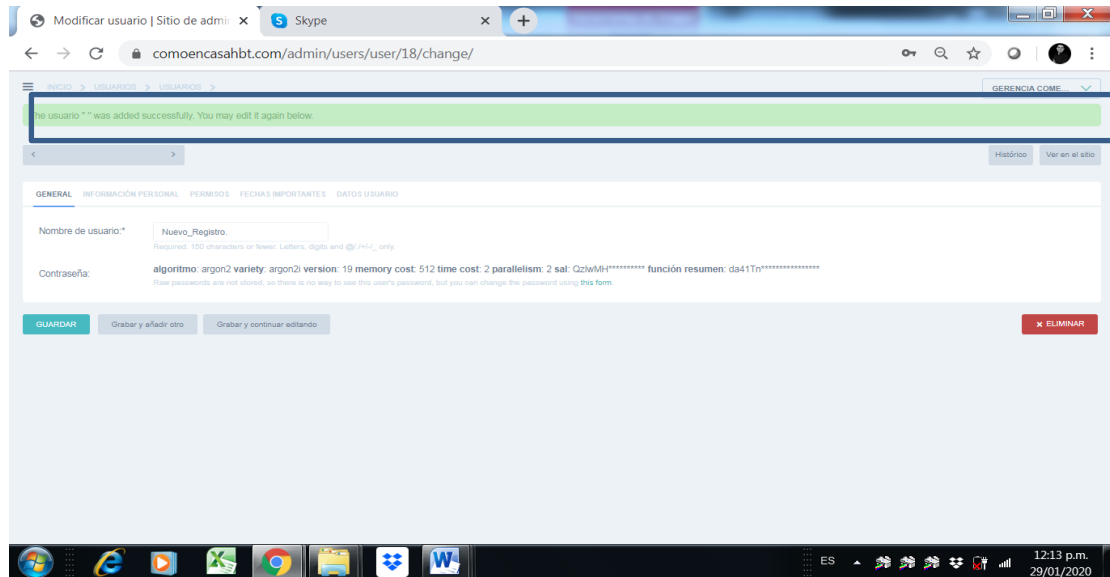 Modificar usuario | Sitio de admin
Skype
comoencasahbt.com/admin/users/user/18/change/
INICIO > USUARIOS > USUARIOS >
GERENCIA COME...
he usuario " " was added successfully. You may edit it again below.
< >
Histórico Ver en el sitio
GENERAL INFORMACIÓN PERSONAL PERMISOS FECHAS IMPORTANTES DATOS USUARIO
Nombre de usuario:* Nuevo_Registro.
Required. 150 characters or fewer. Letters, digits and @/./+/-/_ only.
Contraseña: algoritmo: argon2 variety: argon2i version: 19 memory cost: 512 time cost: 2 parallelism: 2 sal: QzIwMH********** función resumen: da41Tn****************
Raw passwords are not stored, so there is no way to see this user's password, but you can change the password using this form.
GUARDAR Grabar y añadir otro Grabar y continuar editando x ELIMINAR
ES 12:13 p.m.
29/01/2020